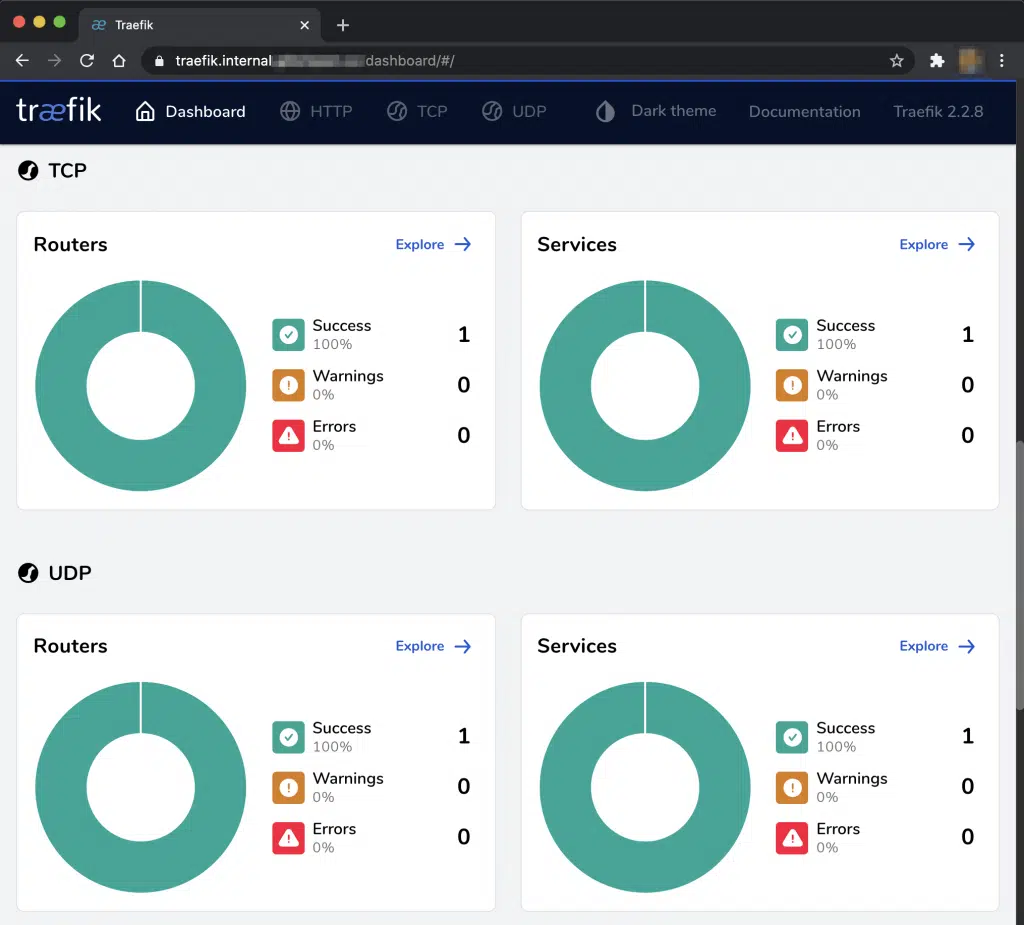 Traefik
traefik.internal dashboard/#/
træfik Dashboard HTTP TCP UDP Dark theme Documentation Traefik 2.2.8
TCP
Routers Explore
Success 1
100%
Warnings 0
0%
Errors 0
0%
Services Explore
Success 1
100%
Warnings 0
0%
Errors 0
0%
UDP
Routers Explore
Success 1
100%
Warnings 0
0%
Errors 0
0%
Services Explore
Success 1
100%
Warnings 0
0%
Errors 0
0%